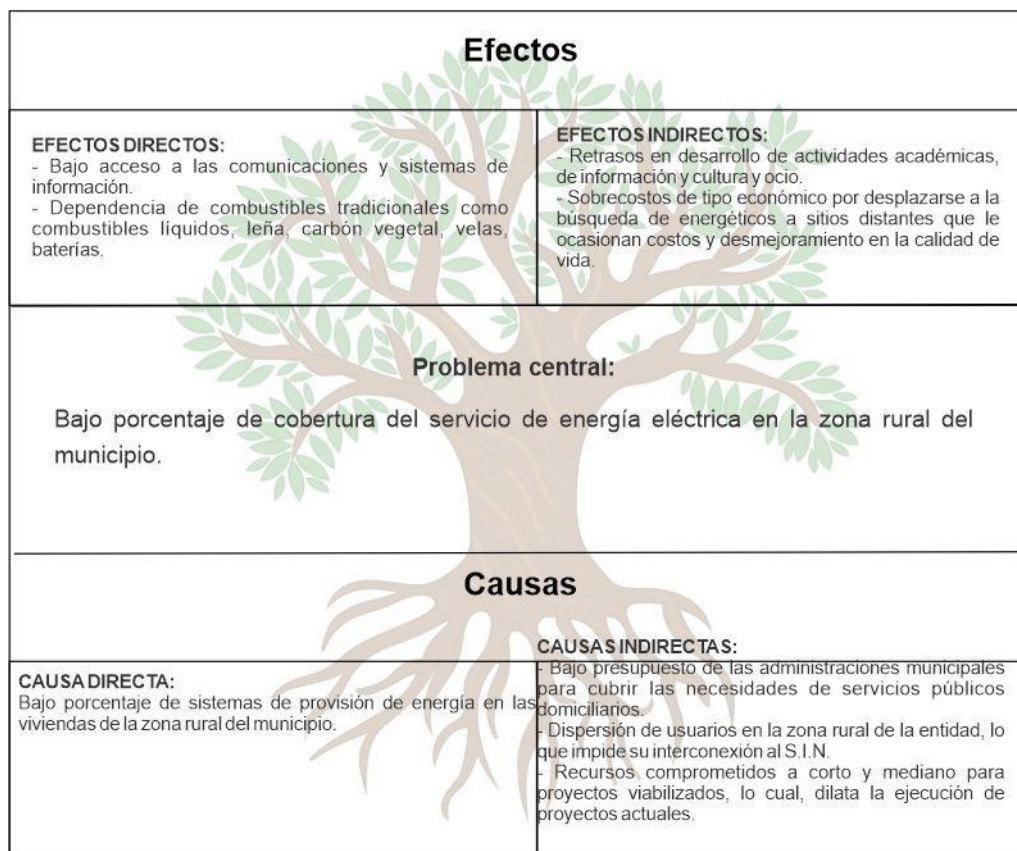 Efectos
EFECTOS DIRECTOS:
- Bajo acceso a las comunicaciones y sistemas de
información.
- Dependencia de combustibles tradicionales como
combustibles líquidos, leña, carbón vegetal, velas,
baterías.
EFECTOS INDIRECTOS:
- Retrasos en desarrollo de actividades académicas,
de información y cultura y ocio.
- Sobrecostos de tipo económico por desplazarse a la
búsqueda de energéticos a sitios distantes que le
ocasionan costos y desmejoramiento en la calidad de
vida.
Problema central:
Bajo porcentaje de cobertura del servicio de energía eléctrica en la zona rural del
municipio.
Causas
CAUSA DIRECTA:
Bajo porcentaje de sistemas de provisión de energía en las
viviendas de la zona rural del municipio.
CAUSAS INDIRECTAS:
- Bajo presupuesto de las administraciones municipales
para cubrir las necesidades de servicios públicos
domiciliarios.
- Dispersión de usuarios en la zona rural de la entidad, lo
que impide su interconexión al S.I.N.
- Recursos comprometidos a corto y mediano para
proyectos viabilizados, lo cual, dilata la ejecución de
proyectos actuales.